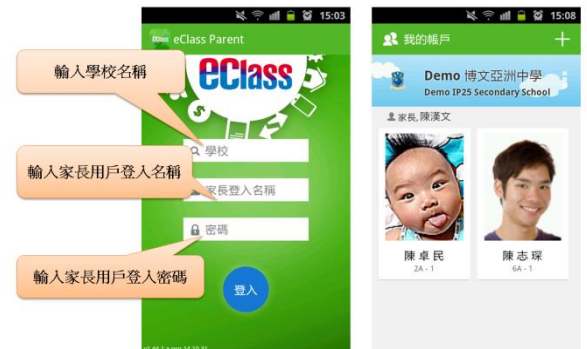 輸入學校名稱
輸入家長用戶登入名稱
輸入家長用戶登入密碼
15:03
eClass Parent
eClass
學校
家長登入名稱
密碼
登入
15:08
我的帳戶
Demo 博文亞洲中學
Demo IP25 Secondary School
家長, 陳漢文
陳 卓 民
2A - 1
陳 志 琛
6A - 1